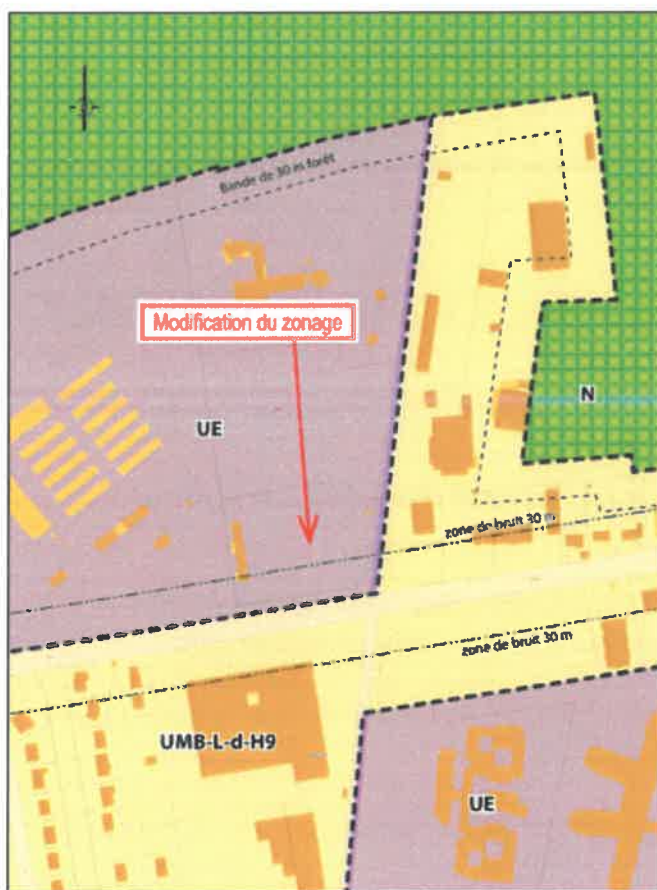 Bande de 30 m forêt
Modification du zonage
UE
N
zone de bruit 30 m
zone de bruit 30 m
UMB-L-d-H9
UE